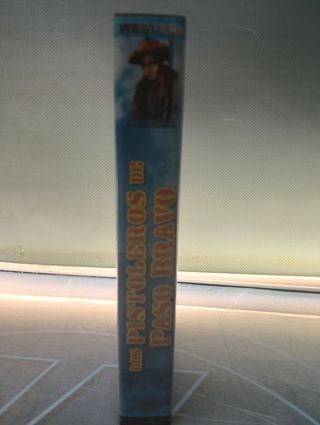 WESTERN
LOS PISTOLEROS DE
PASO BRAVO